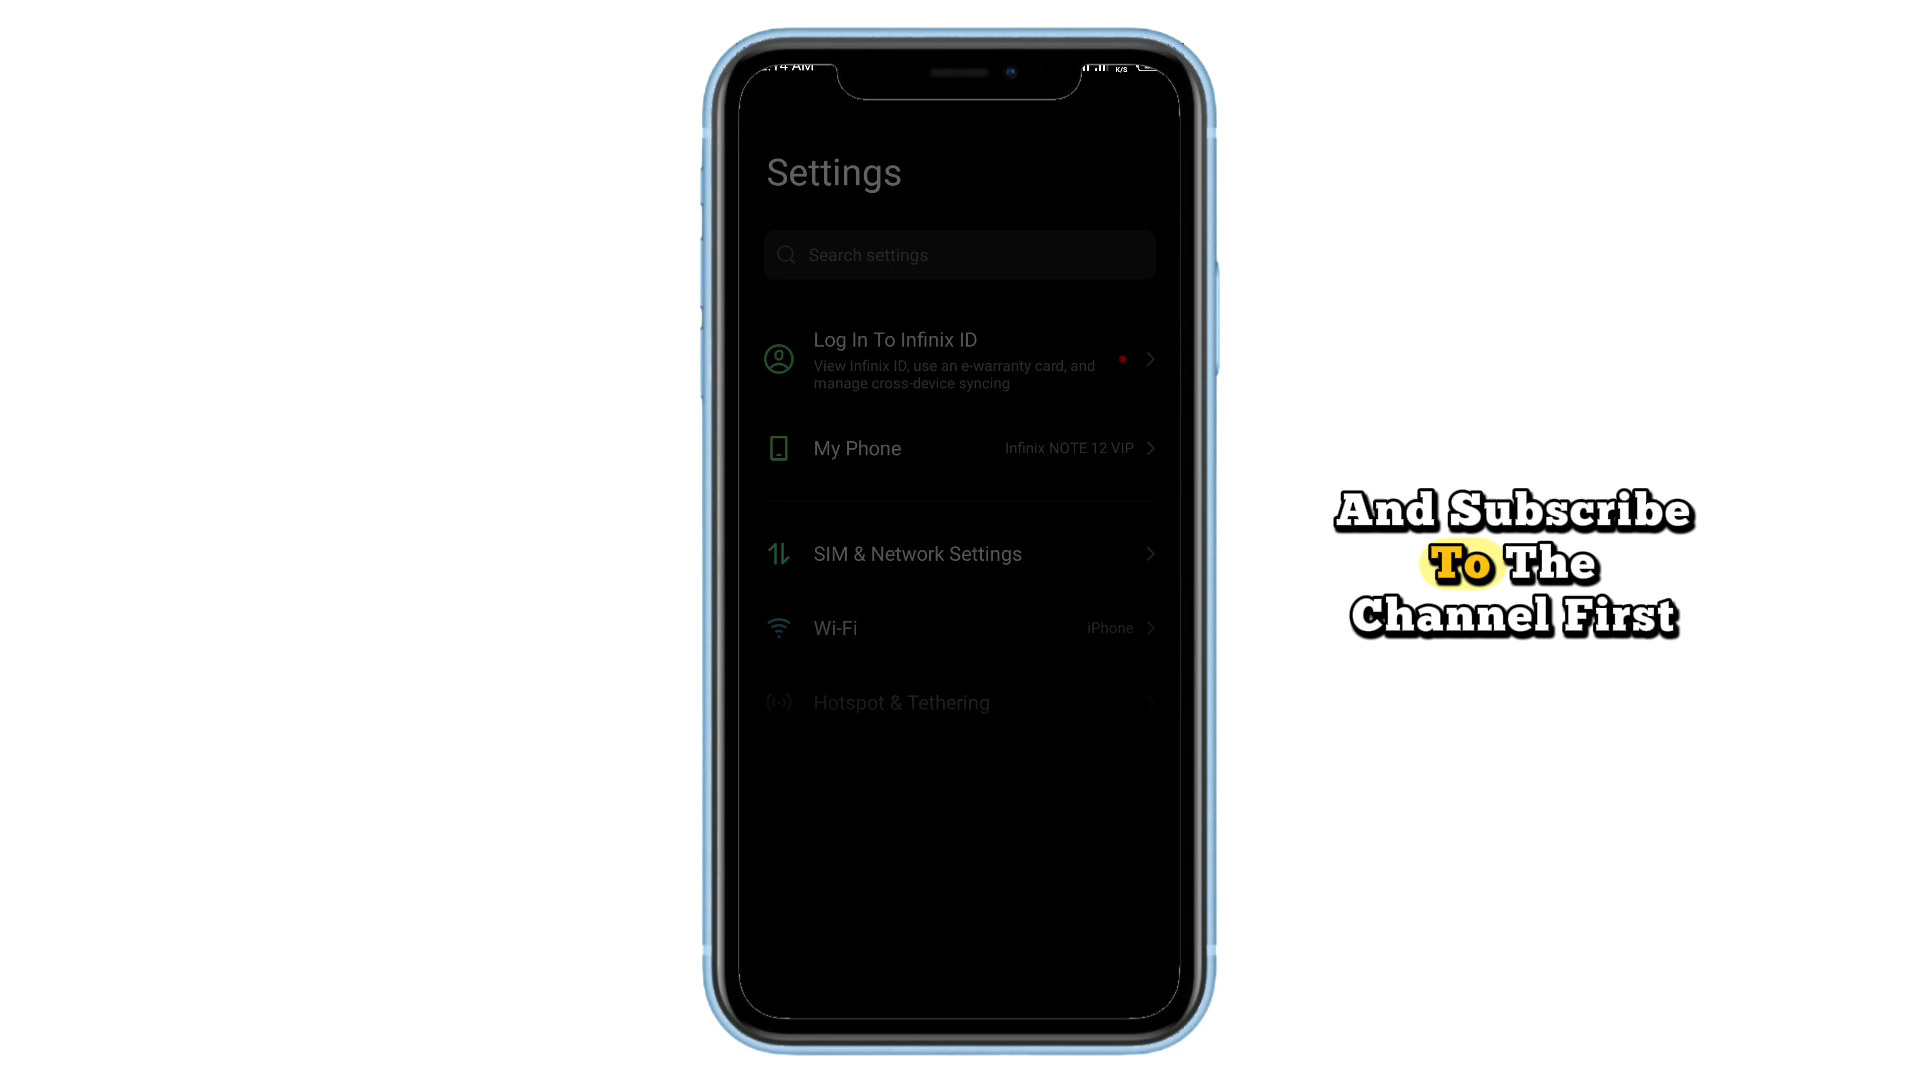 Settings
Search settings
Log In To Infinix ID
View Infinix ID, use an e-warranty card, and
manage cross-device syncing
My Phone
Infinix NOTE 12 VIP
SIM & Network Settings
Wi-Fi
iPhone
Hotspot & Tethering
And Subscribe
To The
Channel First